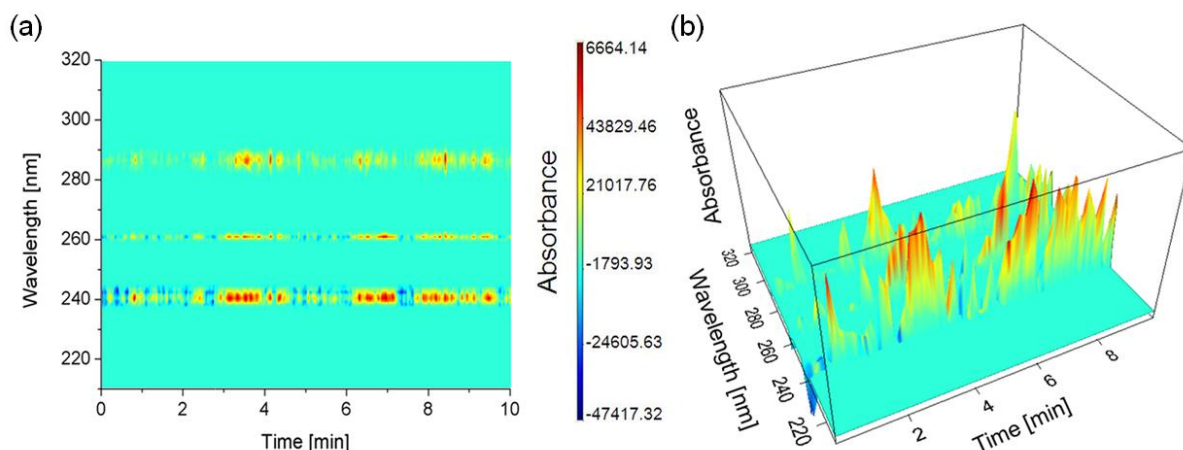 (a)
320
300
280
260
240
220
Wavelength [nm]
0 2 4 6 8 10
Time [min]
Absorbance
6664.14
43829.46
21017.76
-1793.93
-24605.63
-47417.32
(b)
Absorbance
320
300
280
260
240
220
Wavelength [nm]
2 4 6 8
Time [min]